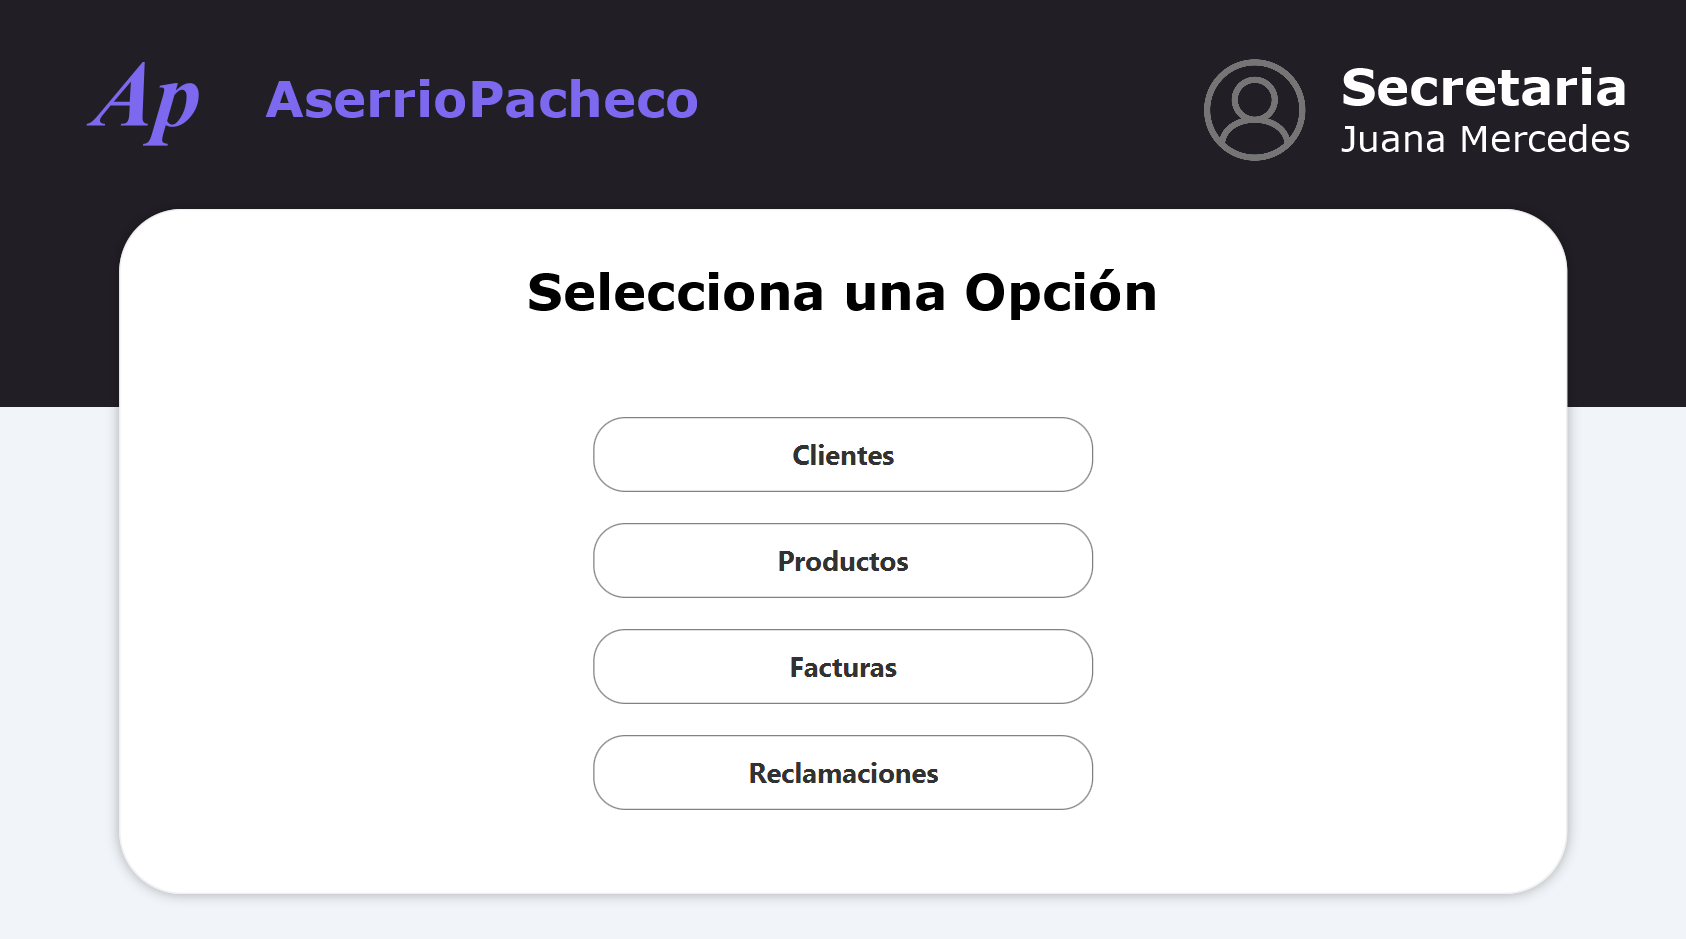 Ap
AserrioPacheco
Secretaria
Juana Mercedes
Selecciona una Opción
Clientes
Productos
Facturas
Reclamaciones